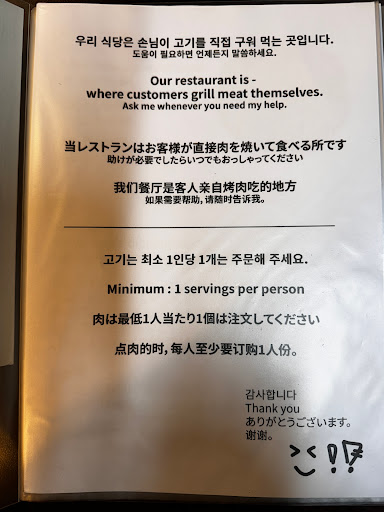 우리 식당은 손님이 고기를 직접 구워 먹는 곳입니다.
도움이 필요하면 언제든지 말씀하세요.
Our restaurant is -
where customers grill meat themselves.
Ask me whenever you need my help.
当レストランはお客様が直接肉を焼いて食べる所です
助けが必要でしたらいつでもおっしゃってください
我们餐厅是客人亲自烤肉吃的地方
如果需要帮助, 请随时告诉我。
고기는 최소 1인당 1개는 주문해 주세요.
Minimum : 1 servings per person
肉は最低1人当たり1個は注文してください
点肉的时, 每人至少要订购1人份。
감사합니다
Thank you
ありがとうございます。
谢谢。